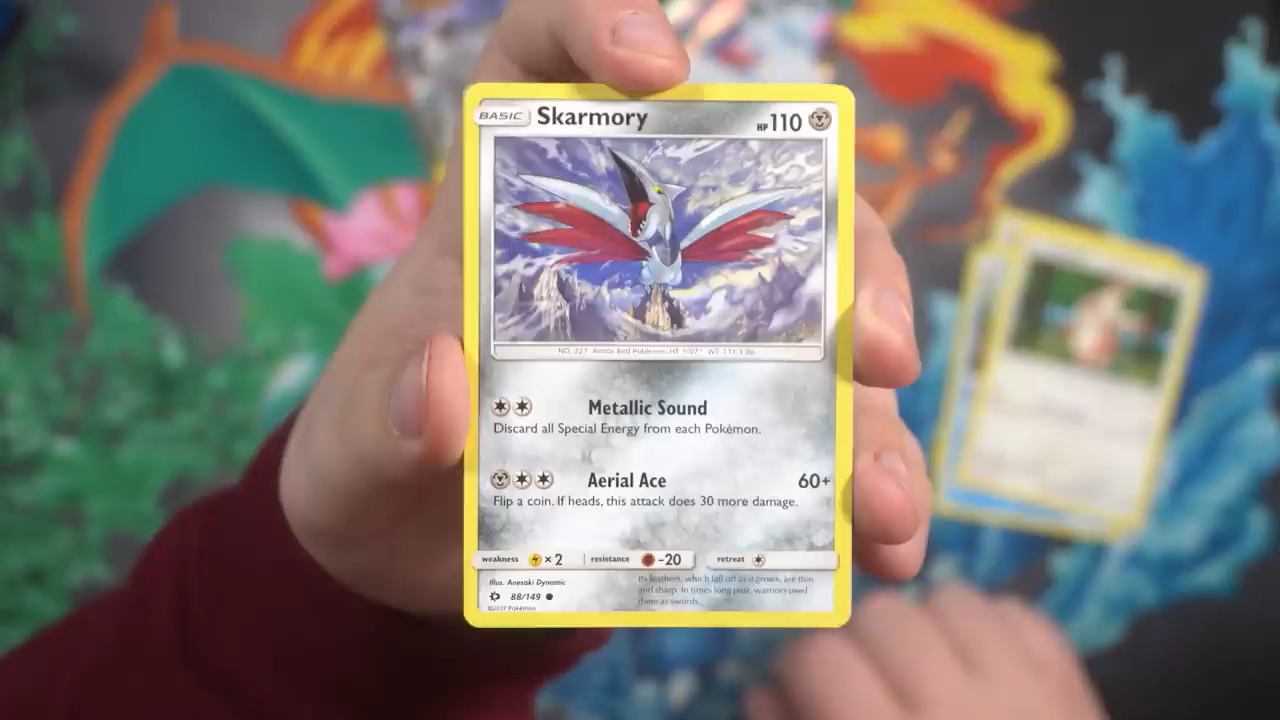 BASIC Skarmory HP 110
NO. 227 Armor Bird Pokémon HT: 5'07" WT: 111.3 lbs
Metallic Sound
Discard all Special Energy from each Pokémon.
Aerial Ace 60+
Flip a coin. If heads, this attack does 30 more damage.
weakness ×2 resistance -20 retreat
Illus. Anesaki Dynamic
88/149
©2017 Pokémon
Its feathers, which fall off as it grows, are thin
and sharp. In times long past, warriors used
them as swords.